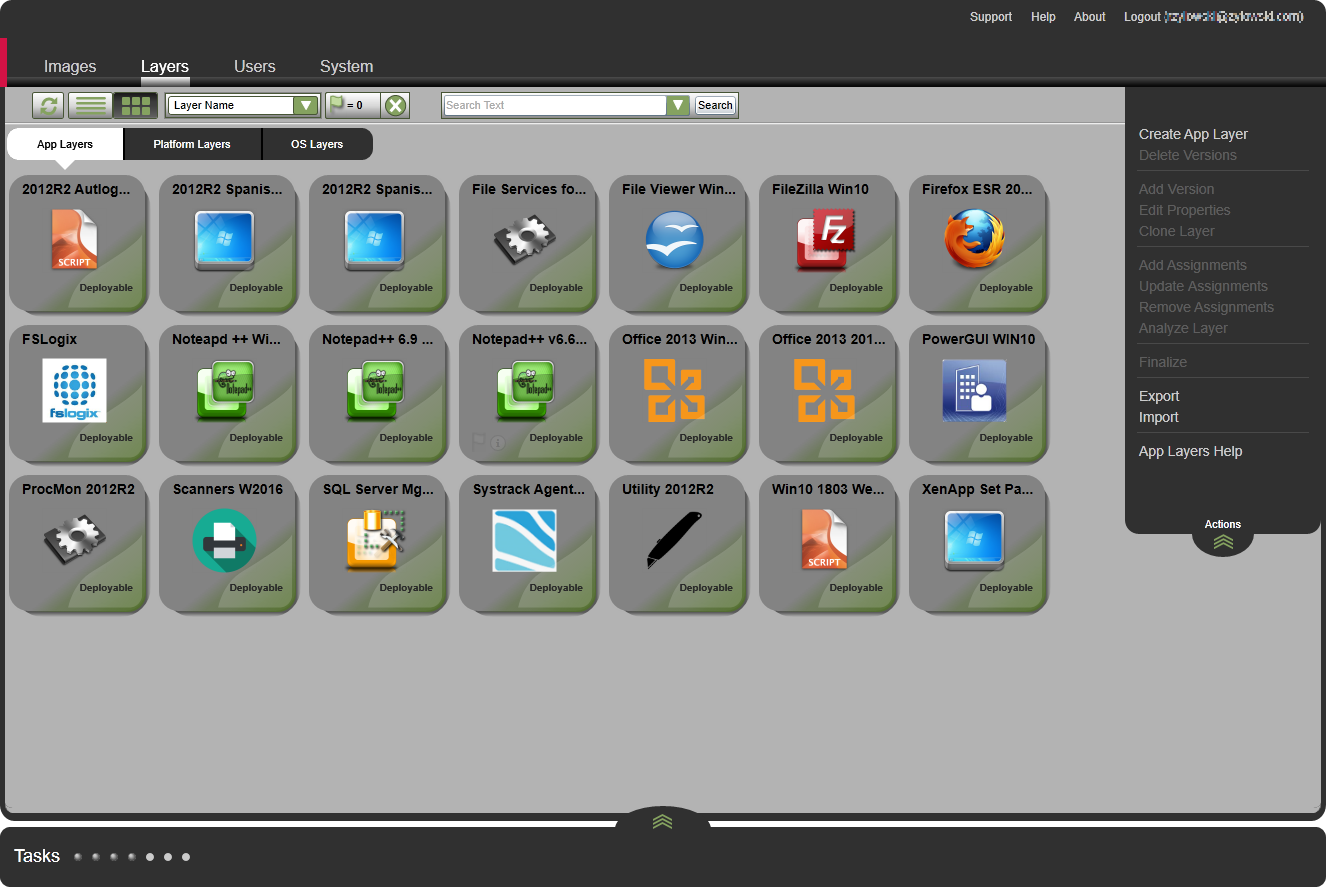 Support Help About Logout
Images Layers Users System
Layer Name = 0 Search Text Search
App Layers Platform Layers OS Layers
2012R2 Autlog... 2012R2 Spanis... 2012R2 Spanis... File Services fo... File Viewer Win... FileZilla Win10 Firefox ESR 20...
SCRIPT Fz
Deployable Deployable Deployable Deployable Deployable Deployable Deployable
FSLogix Noteapd ++ Wi... Notepad++ 6.9 ... Notepad++ v6.6... Office 2013 Win... Office 2013 201... PowerGUI WIN10
fslogix Notepad++ Notepad++ Notepad++
Deployable Deployable Deployable Deployable Deployable Deployable Deployable
ProcMon 2012R2 Scanners W2016 SQL Server Mg... Systrack Agent... Utility 2012R2 Win10 1803 We... XenApp Set Pa...
SCRIPT
Deployable Deployable Deployable Deployable Deployable Deployable Deployable
Create App Layer
Delete Versions
Add Version
Edit Properties
Clone Layer
Add Assignments
Update Assignments
Remove Assignments
Analyze Layer
Finalize
Export
Import
App Layers Help
Actions
Tasks